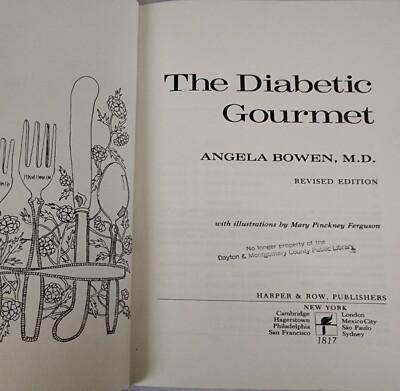 The Diabetic
Gourmet
ANGELA BOWEN, M.D.
REVISED EDITION
with illustrations by Mary Pinckney Ferguson
No longer property of the
Dayton & Montgomery County Public Library
HARPER & ROW, PUBLISHERS
NEW YORK
Cambridge
Hagerstown
Philadelphia
San Francisco
London
Mexico City
São Paulo
Sydney
1817